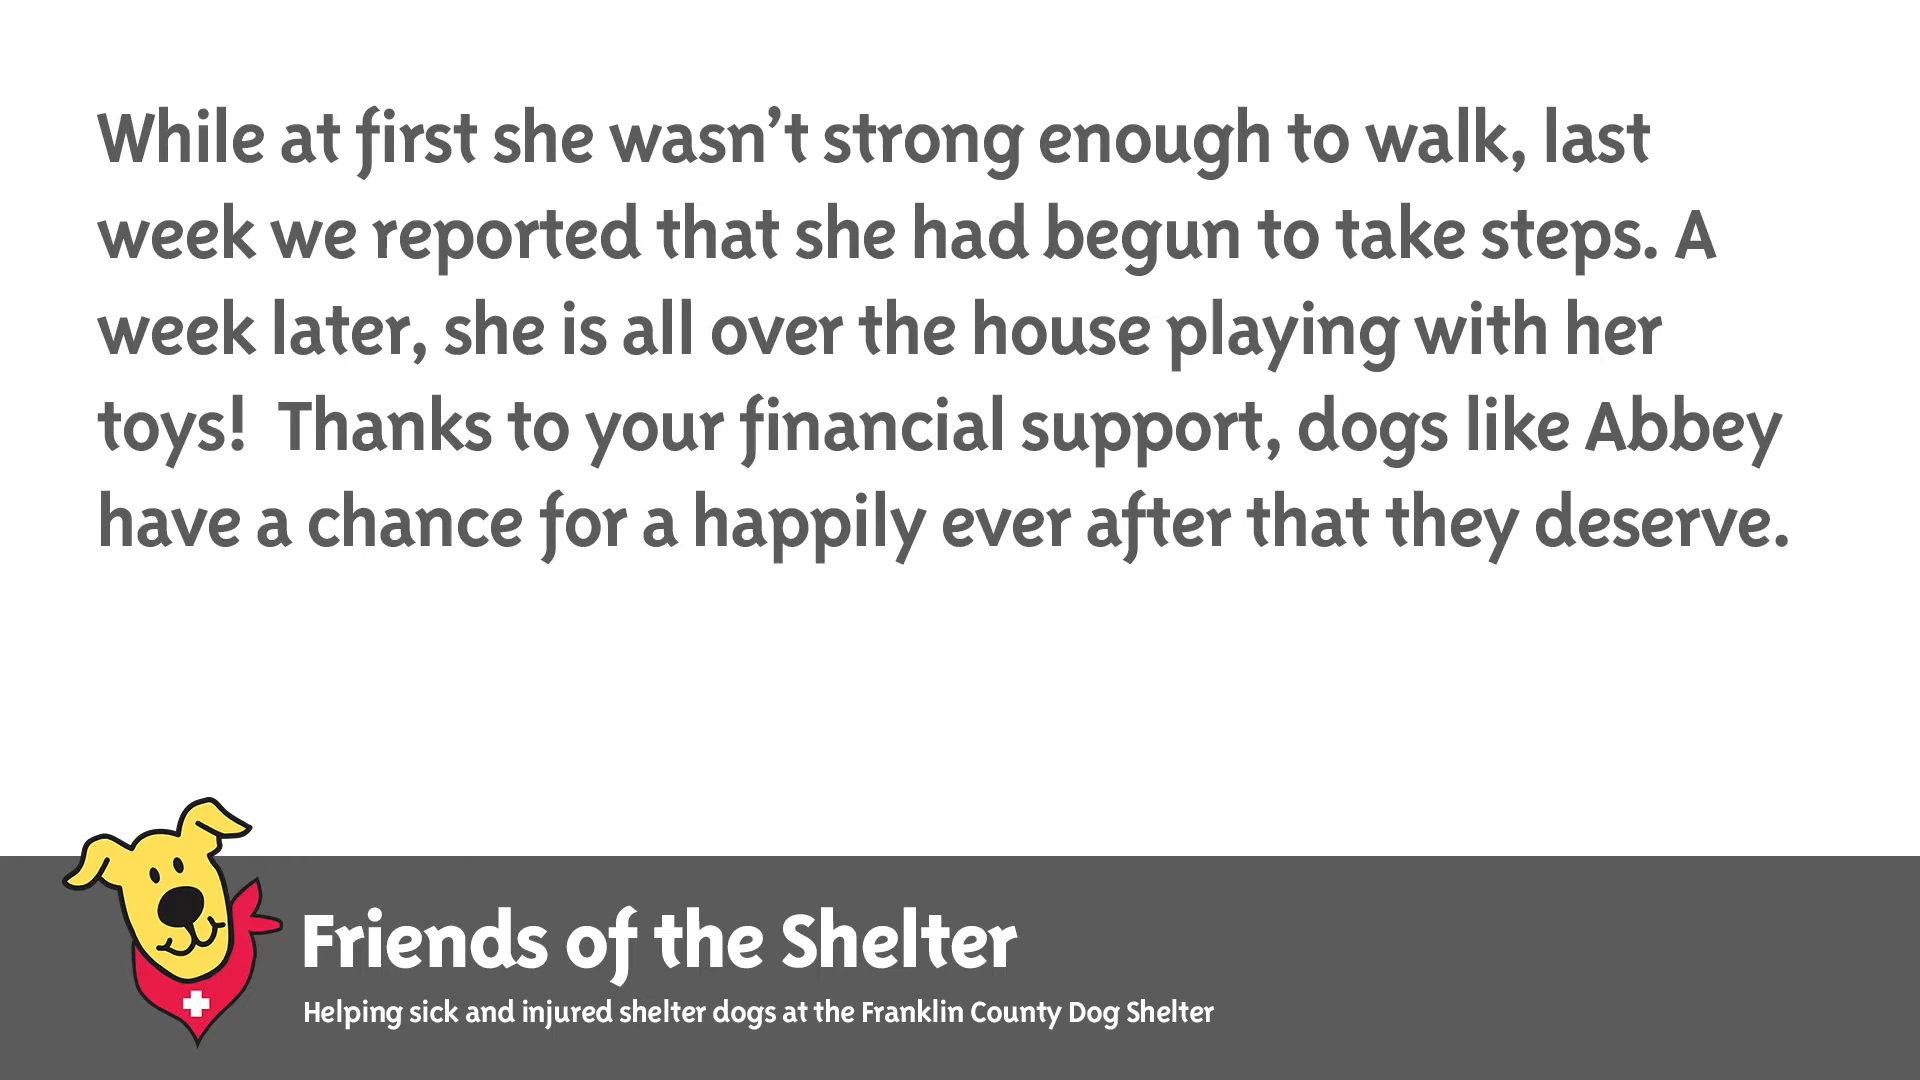 While at first she wasn’t strong enough to walk, last
week we reported that she had begun to take steps. A
week later, she is all over the house playing with her
toys!  Thanks to your financial support, dogs like Abbey
have a chance for a happily ever after that they deserve.
Friends of the Shelter
Helping sick and injured shelter dogs at the Franklin County Dog Shelter